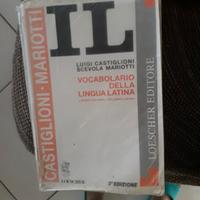 CASTIGLIONI - MARIOTTI
IL
LUIGI CASTIGLIONI
SCEVOLA MARIOTTI
VOCABOLARIO
DELLA
LINGUA LATINA
LOESCHER EDITORE
LOESCHER
3ª EDIZIONE